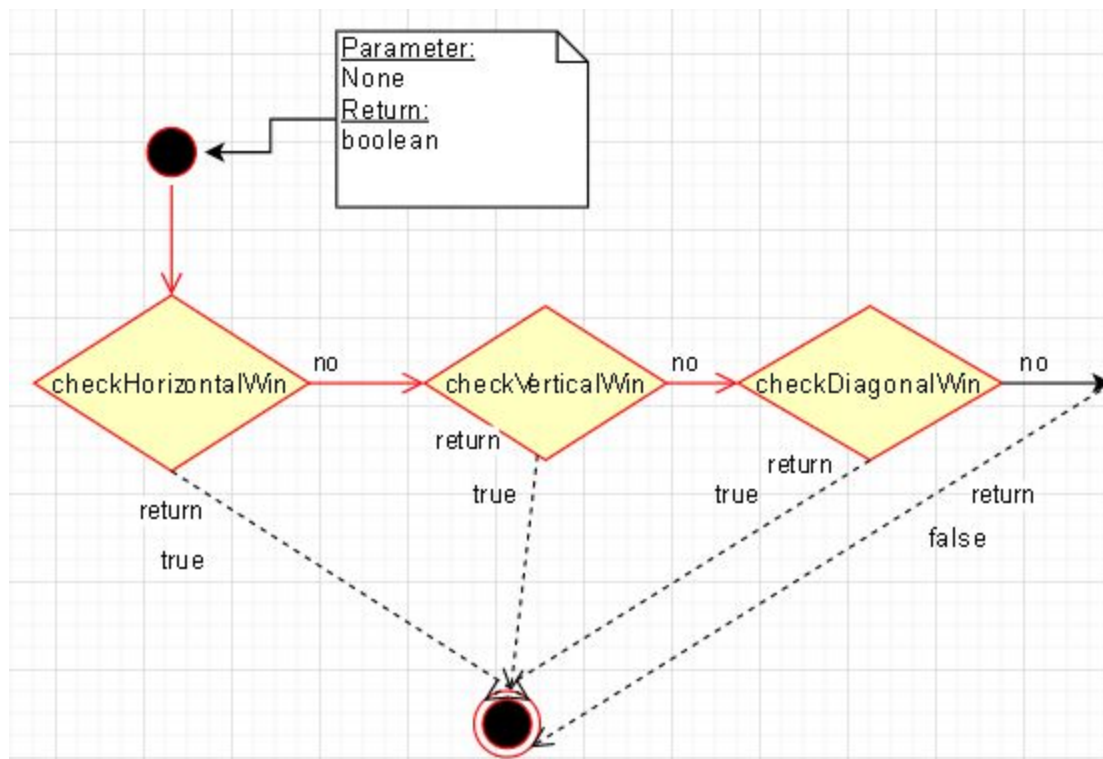 Parameter:
None
Return:
boolean
no
no
no
checkHorizontalWin
checkVerticalWin
checkDiagonalWin
return
true
return
true
return
true
return
false